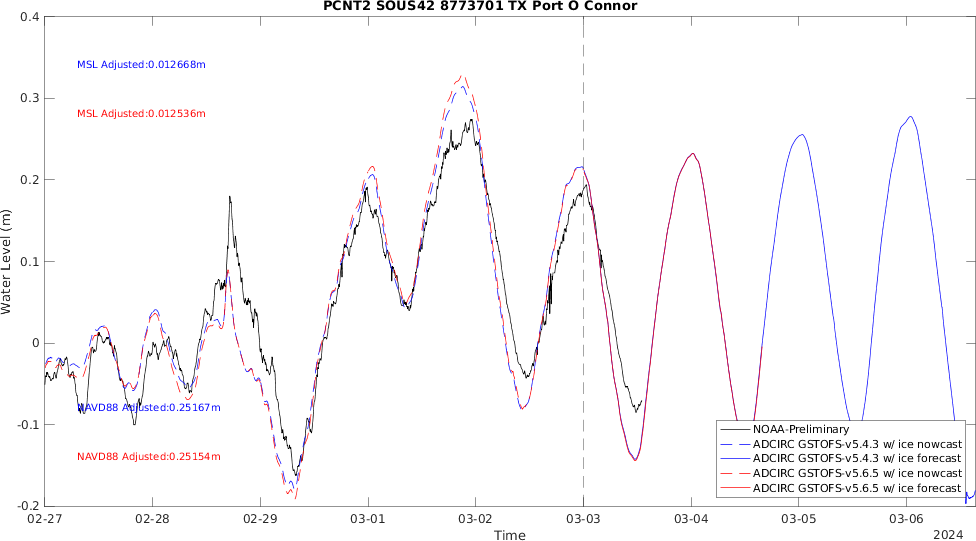 PCNT2 SOUS42 8773701 TX Port O Connor
0.4
0.3
0.2
0.1
0
-0.1
-0.2
Water Level (m)
MSL Adjusted:0.012668m
MSL Adjusted:0.012536m
NAVD88 Adjusted:0.25167m
NAVD88 Adjusted:0.25154m
NOAA-Preliminary
ADCIRC GSTOFS-v5.4.3 w/ ice nowcast
ADCIRC GSTOFS-v5.4.3 w/ ice forecast
ADCIRC GSTOFS-v5.6.5 w/ ice nowcast
ADCIRC GSTOFS-v5.6.5 w/ ice forecast
02-27 02-28 02-29 03-01 03-02 03-03 03-04 03-05 03-06
Time
2024